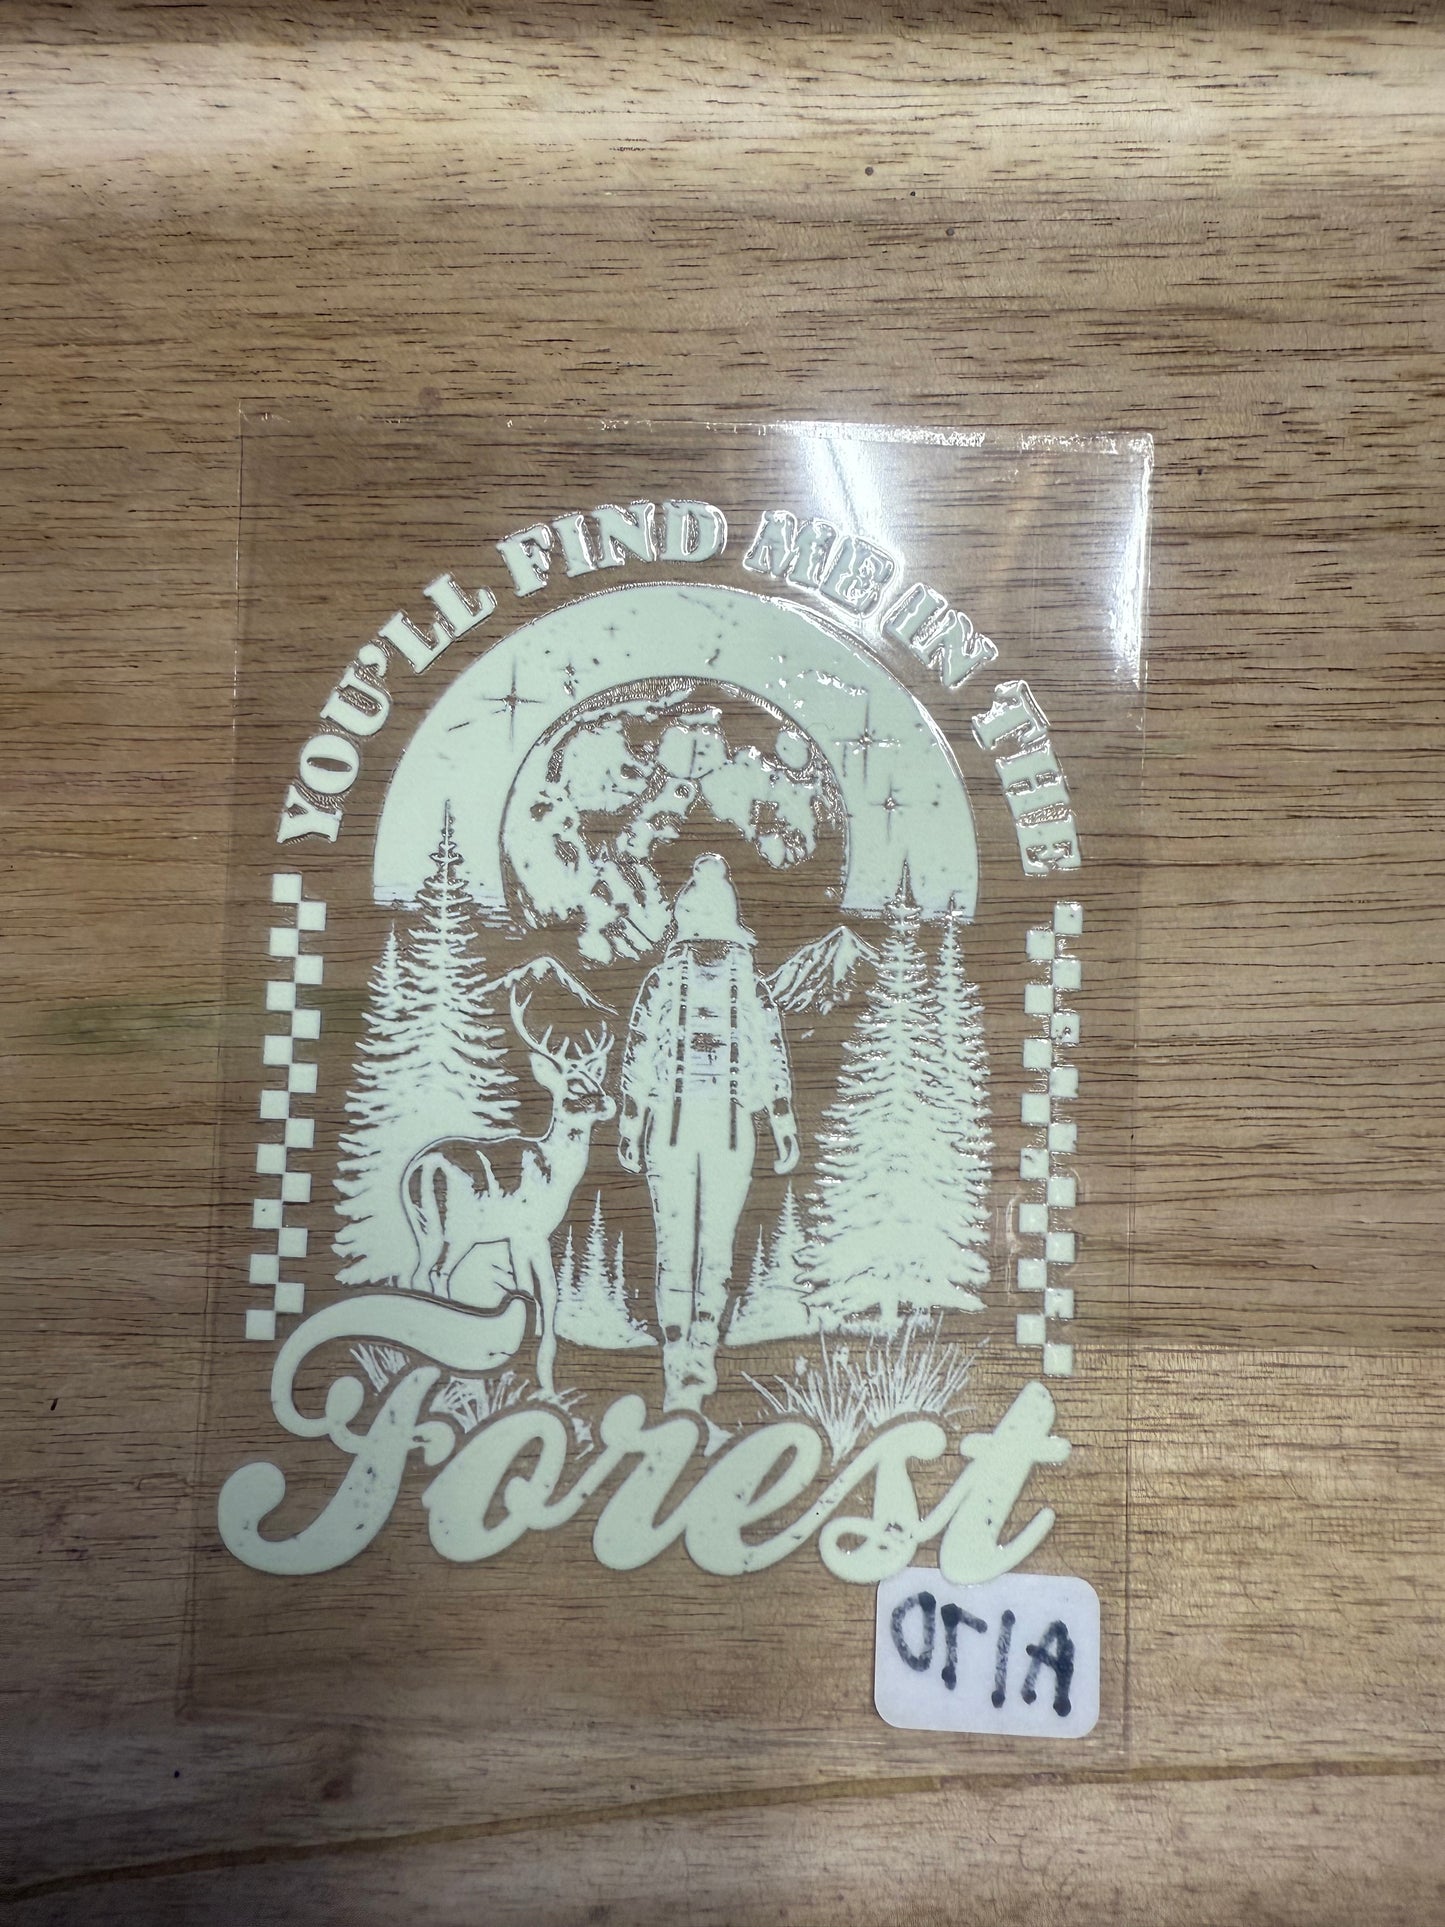 YOU'LL FIND ME IN THE
Forest
A170